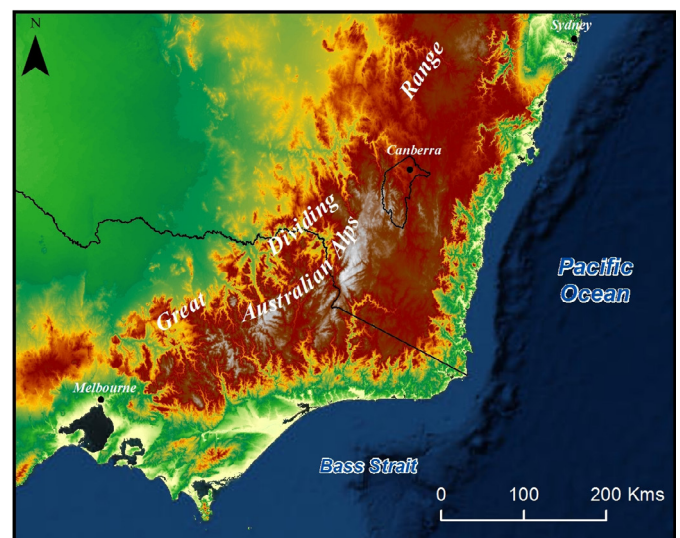 N
Sydney
Range
Canberra
Dividing
Australian Alps
Great
Pacific
Ocean
Melbourne
Bass Strait
0 100 200 Kms